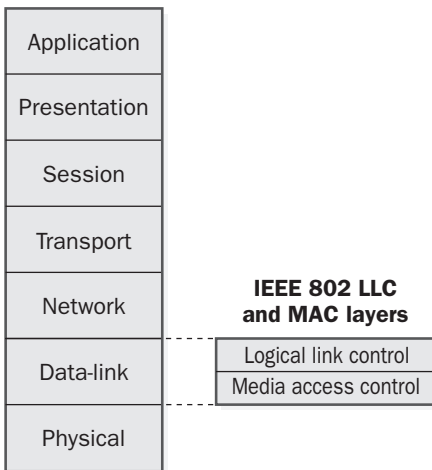 Application
Presentation
Session
Transport
Network
Data-link
Physical
IEEE 802 LLC
and MAC layers
Logical link control
Media access control